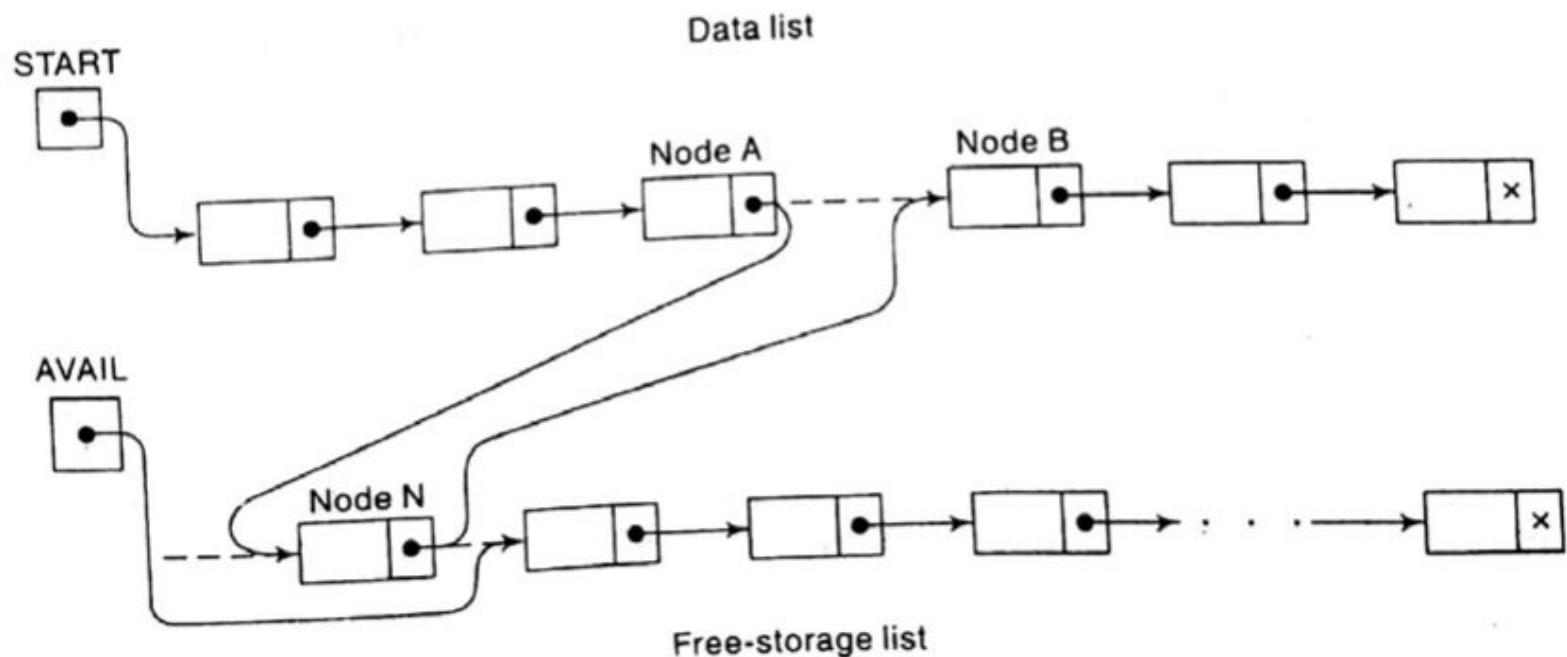 Data list
START
Node A
Node B
×
AVAIL
Node N
×
Free-storage list